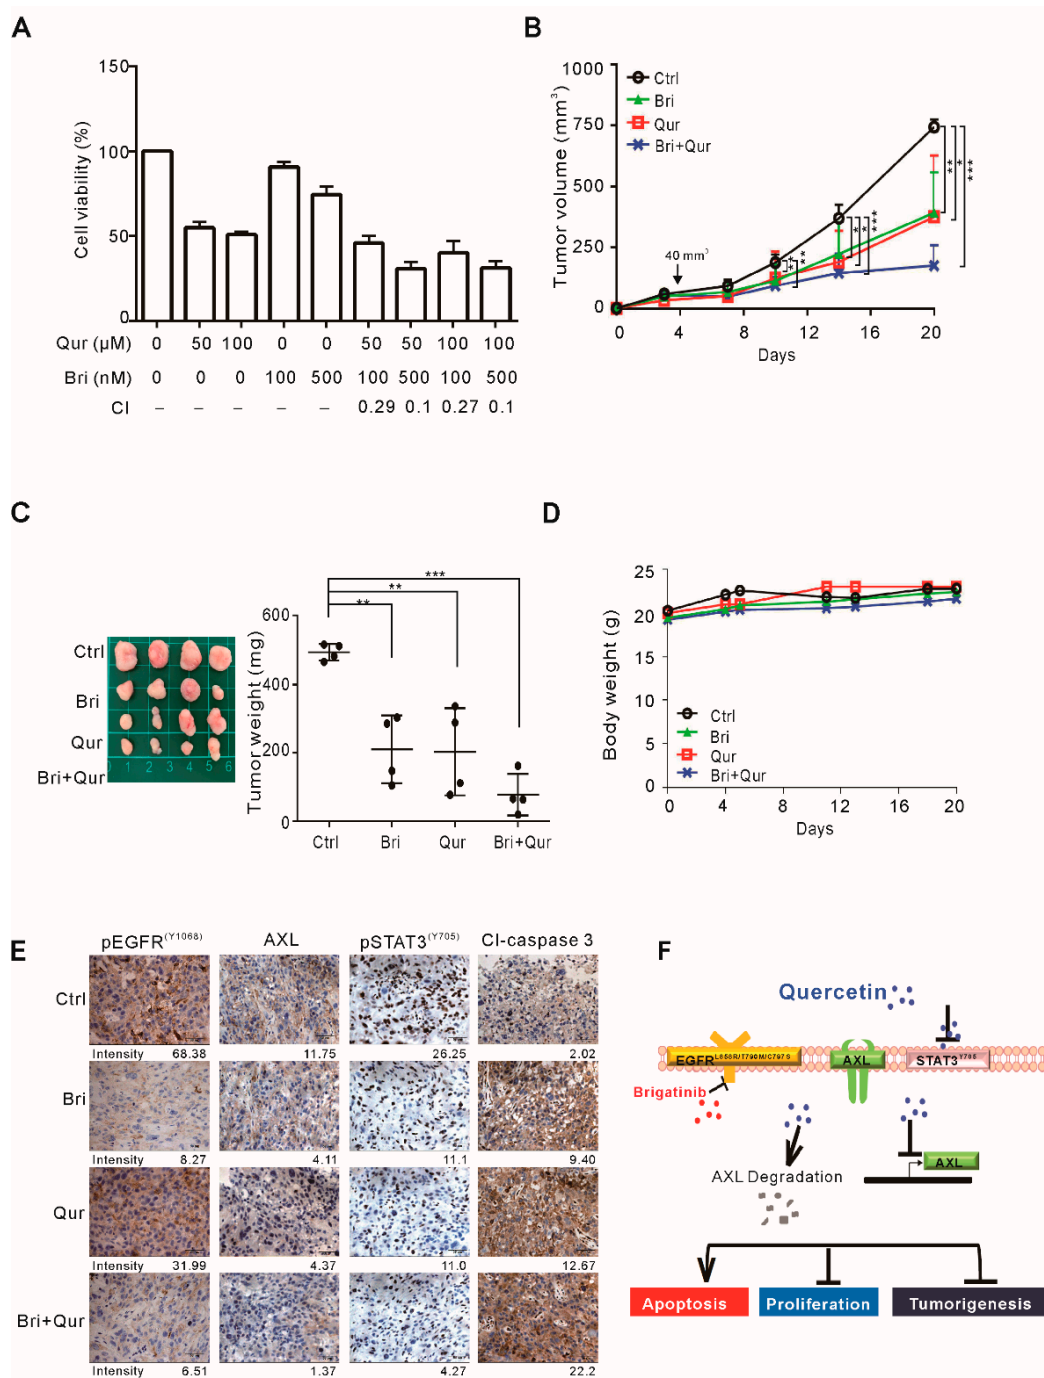 A
Cell viability (%)
150
100
50
0
Qur (µM) 0 50 100 0 0 50 50 100 100
Bri (nM) 0 0 0 100 500 100 500 100 500
CI – – – – – 0.29 0.1 0.27 0.1
B
Tumor volume (mm³)
1000
750
500
250
0
Ctrl
Bri
Qur
Bri+Qur
40 mm³
** * ***
* * ***
** **
0 4 8 12 16 20
Days
C
Ctrl
Bri
Qur
Bri+Qur
0 1 2 3 4 5 6
Tumor weight (mg)
600
400
200
0
***
**
**
Ctrl Bri Qur Bri+Qur
D
Body weight (g)
25
20
15
10
5
0
Ctrl
Bri
Qur
Bri+Qur
0 4 8 12 16 20
Days
E
pEGFR(Y1068) AXL pSTAT3(Y705) CI-caspase 3
Ctrl
Intensity 68.38 11.75 26.25 2.02
Bri
Intensity 8.27 4.11 11.1 9.40
Qur
Intensity 31.99 4.37 11.0 12.67
Bri+Qur
Intensity 6.51 1.37 4.27 22.2
F
Quercetin
EGFR L858R/T790M/C797S AXL STAT3 Y705
Brigatinib
AXL
AXL Degradation
Apoptosis Proliferation Tumorigenesis